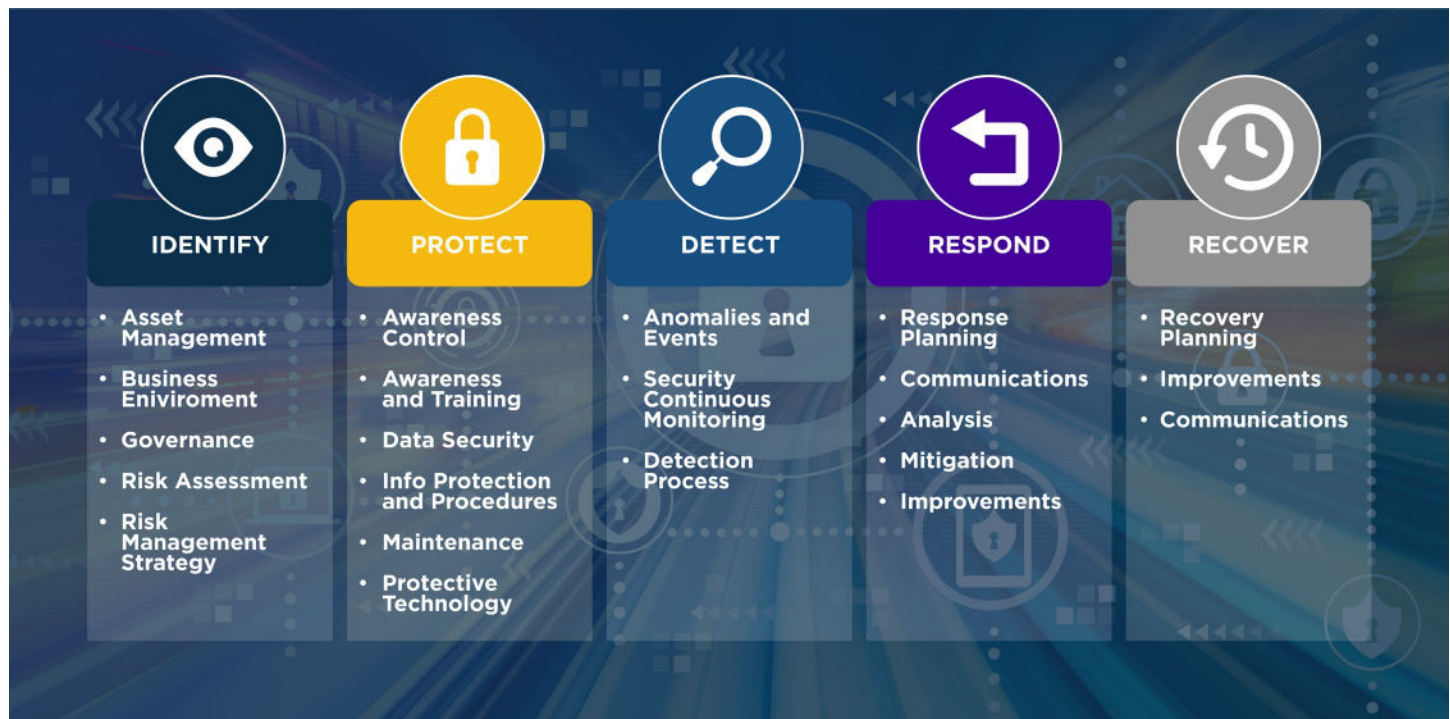 IDENTIFY
• Asset
Management
• Business
Eniviroment
• Governance
• Risk Assessment
• Risk
Management
Strategy
PROTECT
• Awareness
Control
• Awareness
and Training
• Data Security
• Info Protection
and Procedures
• Maintenance
• Protective
Technology
DETECT
• Anomalies and
Events
• Security
Continuous
Monitoring
• Detection
Process
RESPOND
• Response
Planning
• Communications
• Analysis
• Mitigation
• Improvements
RECOVER
• Recovery
Planning
• Improvements
• Communications